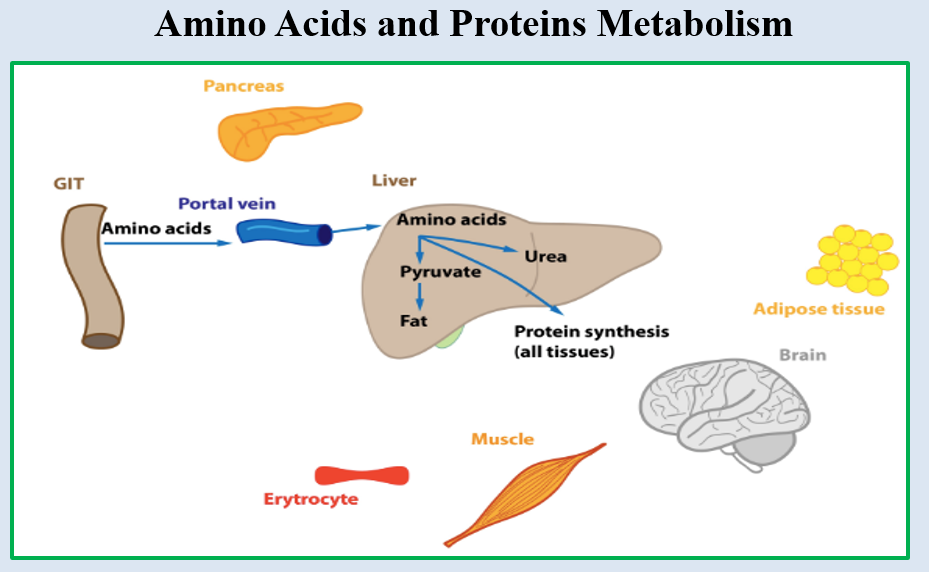 Amino Acids and Proteins Metabolism
Pancreas
GIT
Liver
Portal vein
Amino acids
Amino acids
Urea
Pyruvate
Fat
Protein synthesis
(all tissues)
Adipose tissue
Brain
Muscle
Erytrocyte